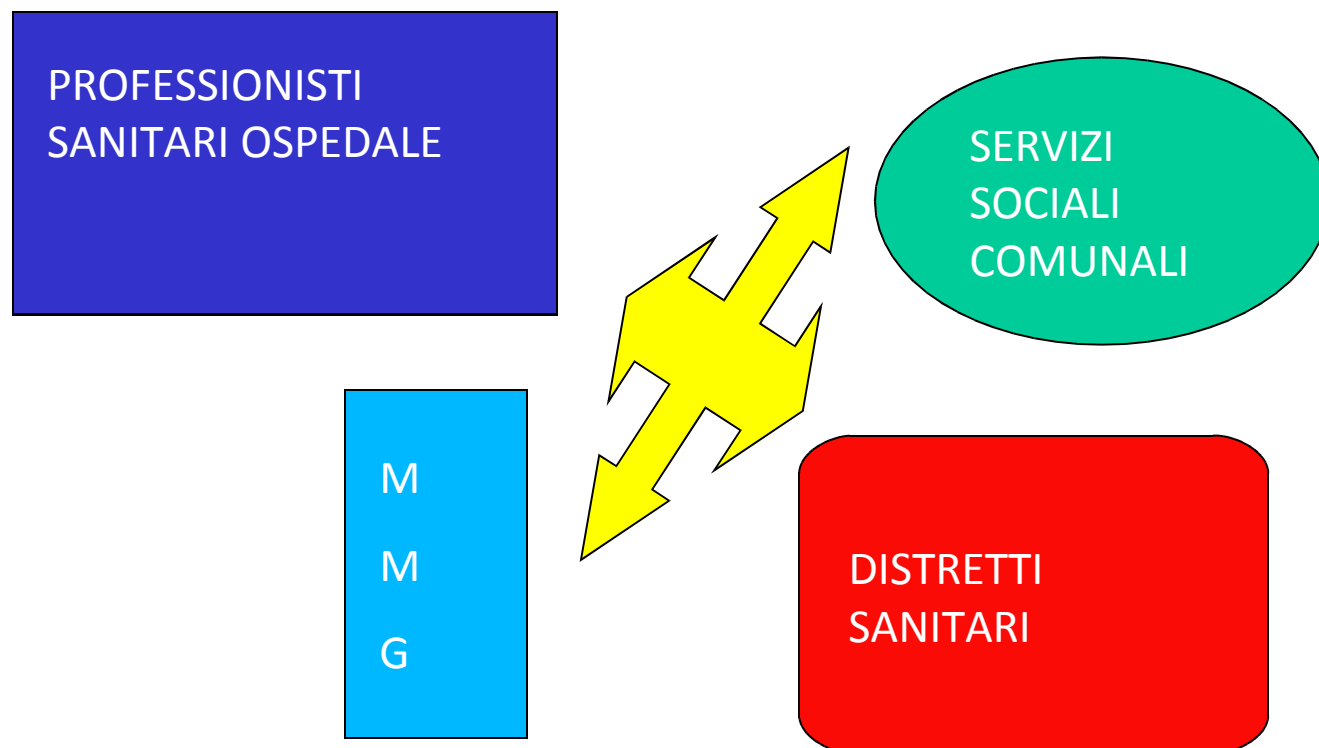 PROFESSIONISTI
SANITARI OSPEDALE
SERVIZI
SOCIALI
COMUNALI
M
M
G
DISTRETTI
SANITARI